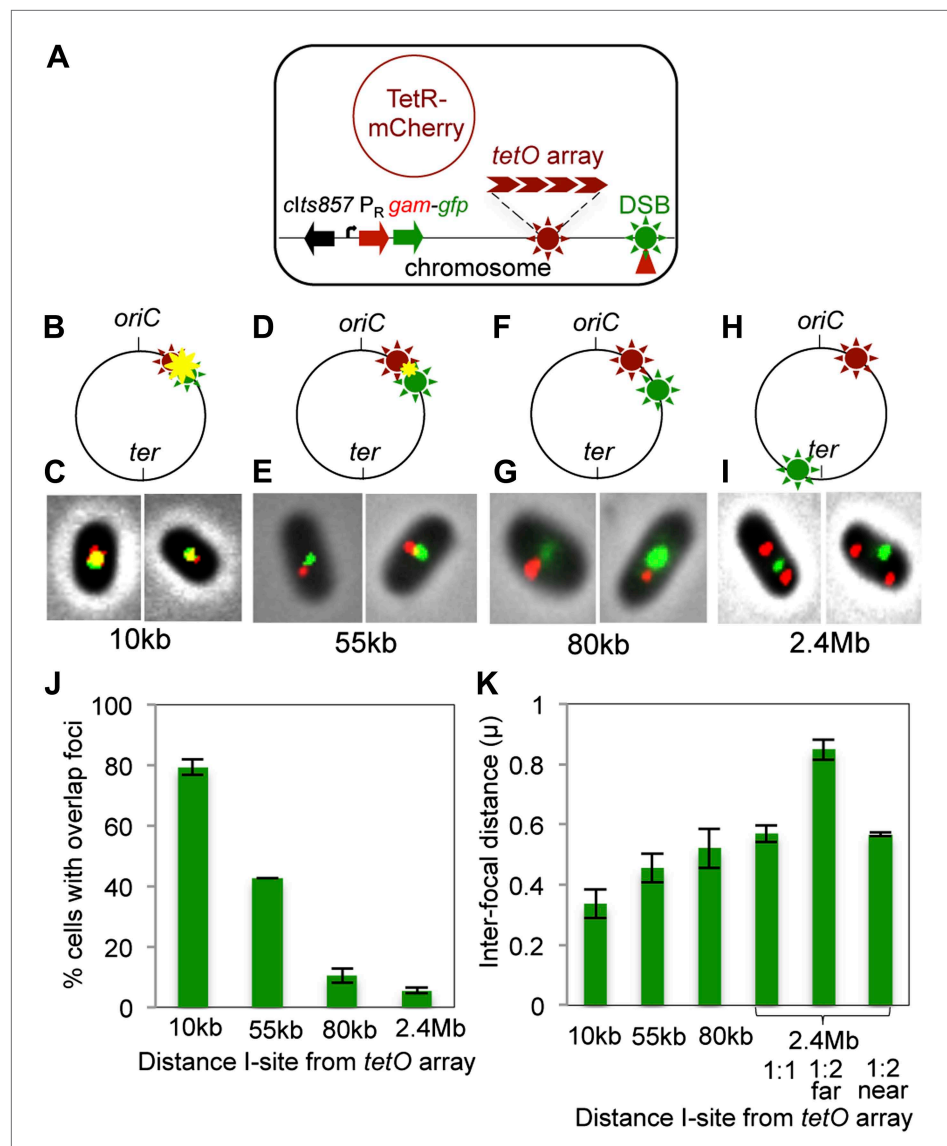 A
TetR-
mCherry
tetO array
cIts857 PR gam-gfp
DSB
chromosome
B
oriC
ter
D
oriC
ter
F
oriC
ter
H
oriC
ter
C
10kb
E
55kb
G
80kb
I
2.4Mb
J
% cells with overlap foci
100
80
60
40
20
0
10kb 55kb 80kb 2.4Mb
Distance I-site from tetO array
K
Inter-focal distance (μ)
1
0.8
0.6
0.4
0.2
0
10kb 55kb 80kb
2.4Mb
1:1 1:2 1:2
far near
Distance I-site from tetO array